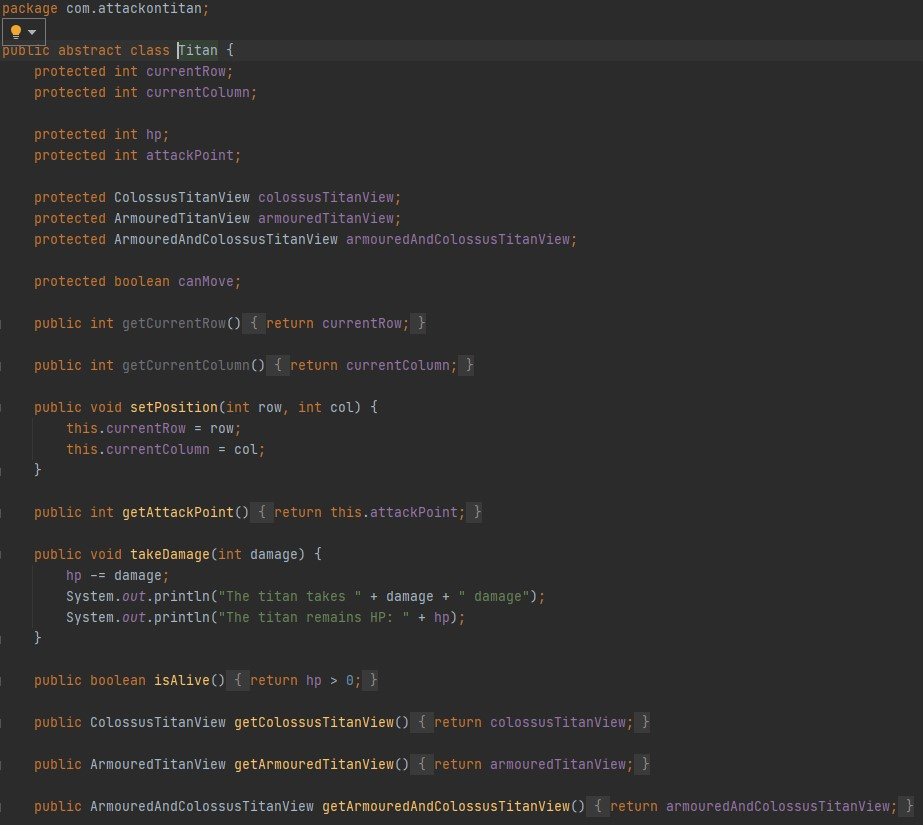 package com.attackontitan;
public abstract class Titan {
    protected int currentRow;
    protected int currentColumn;
    protected int hp;
    protected int attackPoint;
    protected ColossusTitanView colossusTitanView;
    protected ArmouredTitanView armouredTitanView;
    protected ArmouredAndColossusTitanView armouredAndColossusTitanView;
    protected boolean canMove;
    public int getCurrentRow() { return currentRow; }
    public int getCurrentColumn() { return currentColumn; }
    public void setPosition(int row, int col) {
        this.currentRow = row;
        this.currentColumn = col;
    }
    public int getAttackPoint() { return this.attackPoint; }
    public void takeDamage(int damage) {
        hp -= damage;
        System.out.println("The titan takes " + damage + " damage");
        System.out.println("The titan remains HP: " + hp);
    }
    public boolean isAlive() { return hp > 0; }
    public ColossusTitanView getColossusTitanView() { return colossusTitanView; }
    public ArmouredTitanView getArmouredTitanView() { return armouredTitanView; }
    public ArmouredAndColossusTitanView getArmouredAndColossusTitanView() { return armouredAndColossusTitanView; }